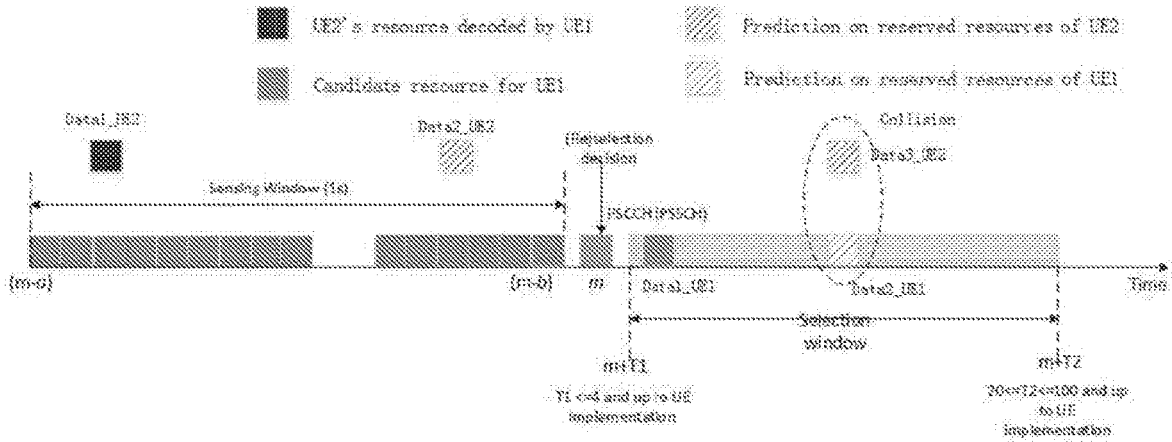 UE2's resource decoded by UE1
Prediction on reserved resources of UE2
Candidate resource for UE1
Prediction on reserved resources of UE1
Data1_UE2
Data2_UE2
(Re)selection
decision
Collision
Data3_UE2
Sensing Window (1s)
PSCCH(PSSCH)
(m-a)
(m-b)
m
Data1_UE1
Data2_UE1
Time
Selection
window
m+T1
m+T2
T1 <=4 and up to UE
implementation
20<=T2<=100 and up
to UE
implementation